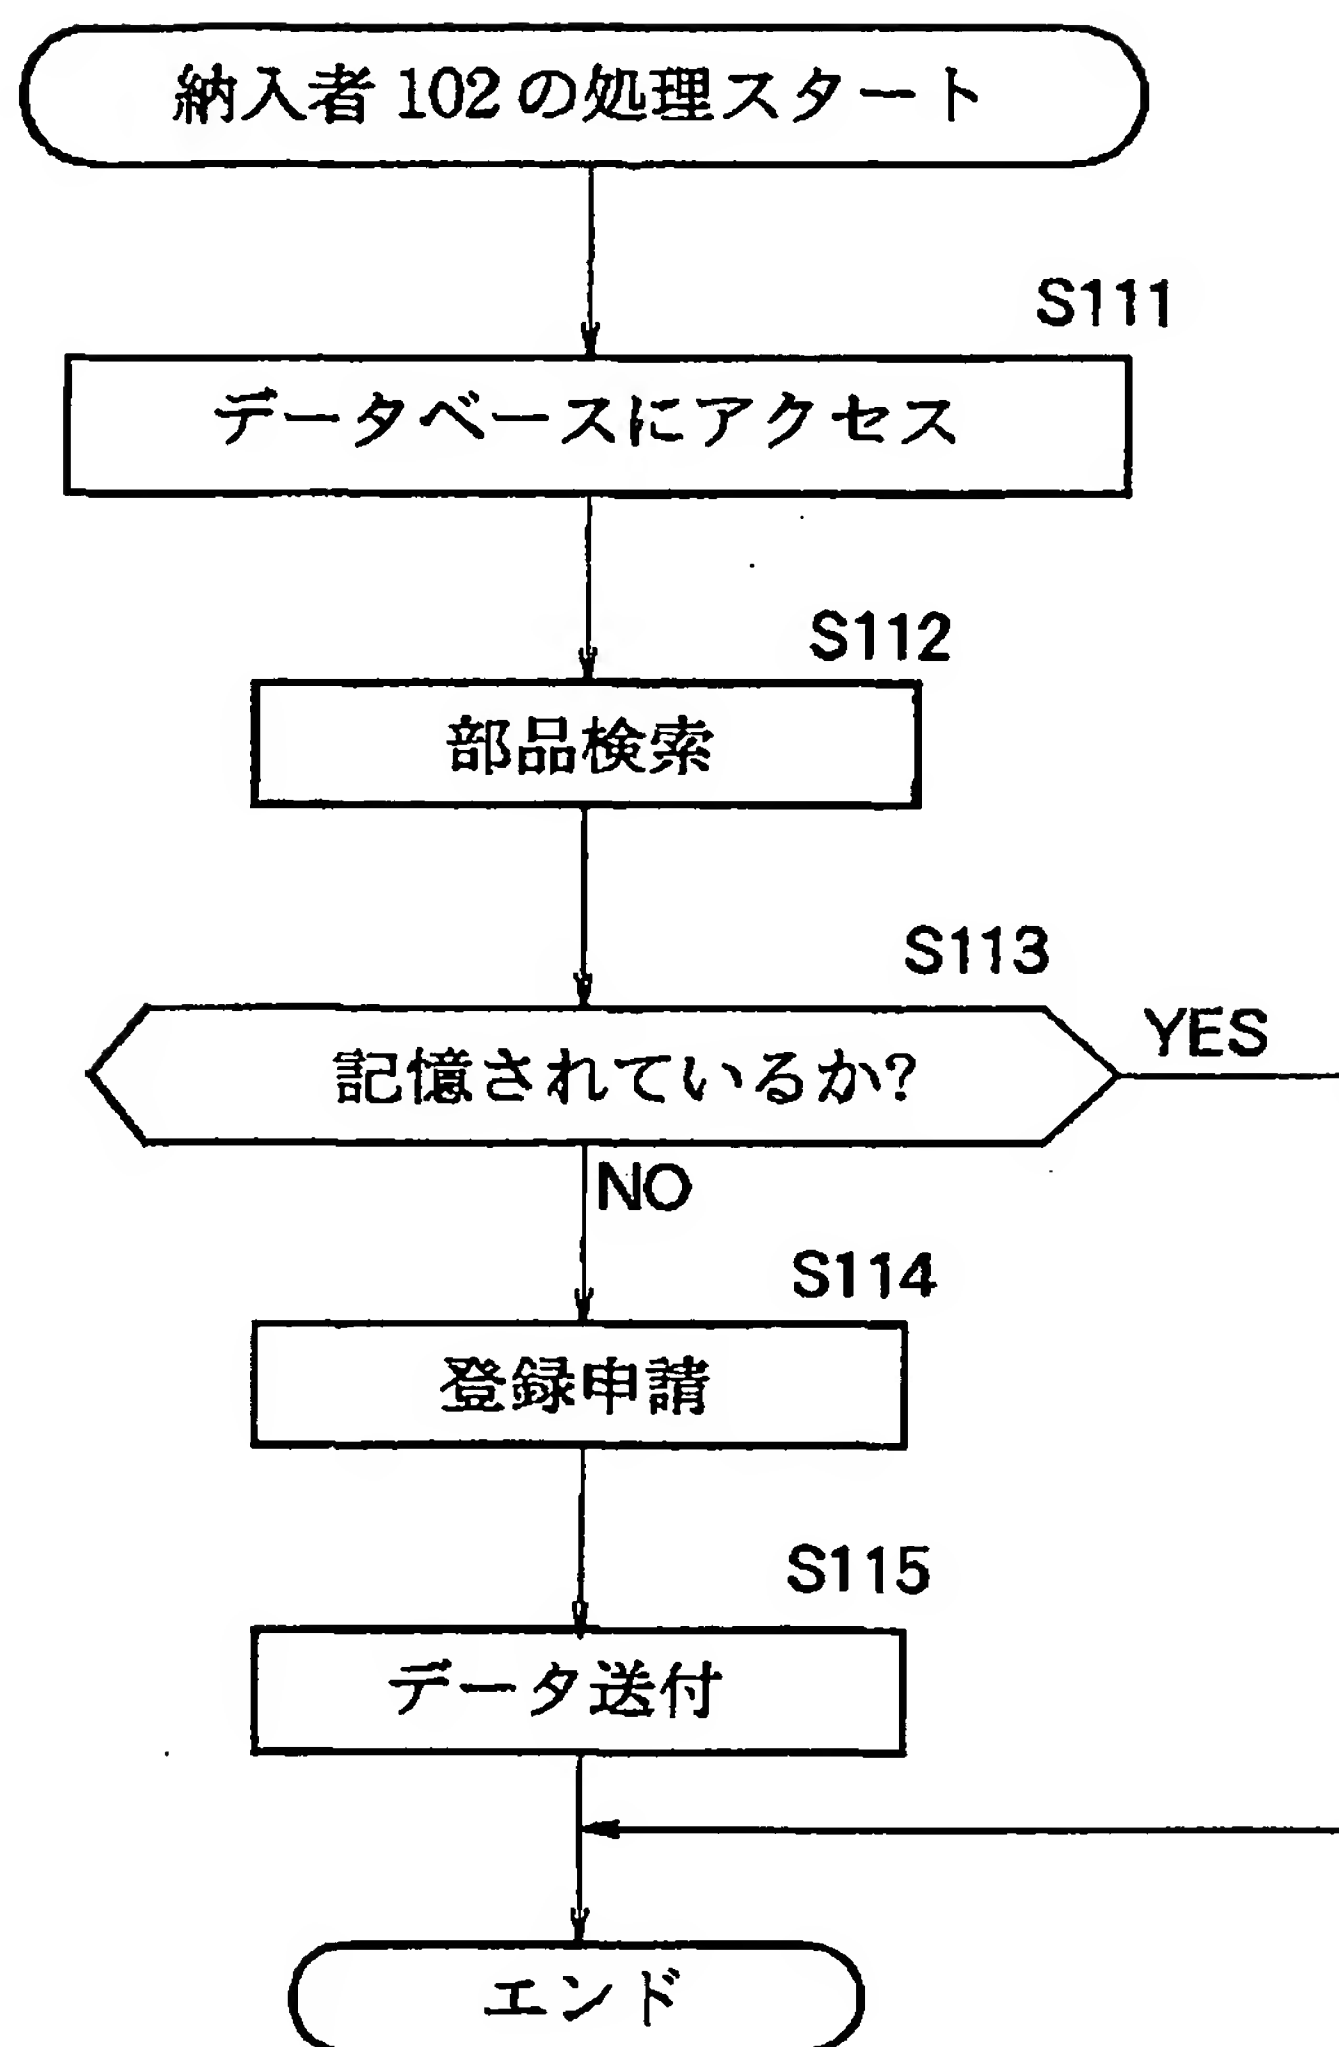 納入者 102 の処理スタート
S111
データベースにアクセス
S112
部品検索
S113
記憶されているか?
YES
NO
S114
登録申請
S115
データ送付
エンド